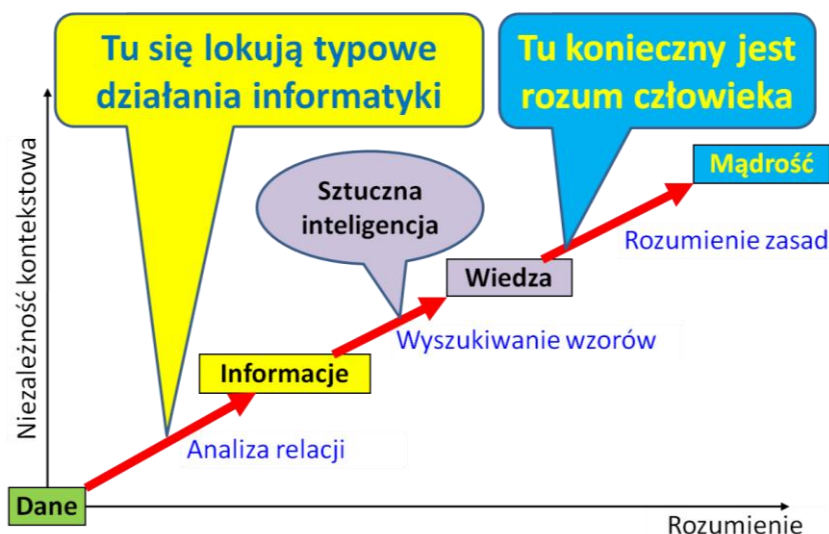 Tu się lokują typowe
działania informatyki
Tu konieczny jest
rozum człowieka
Niezależność kontekstowa
Sztuczna
inteligencja
Mądrość
Rozumienie zasad
Wiedza
Wyszukiwanie wzorów
Informacje
Analiza relacji
Dane
Rozumienie